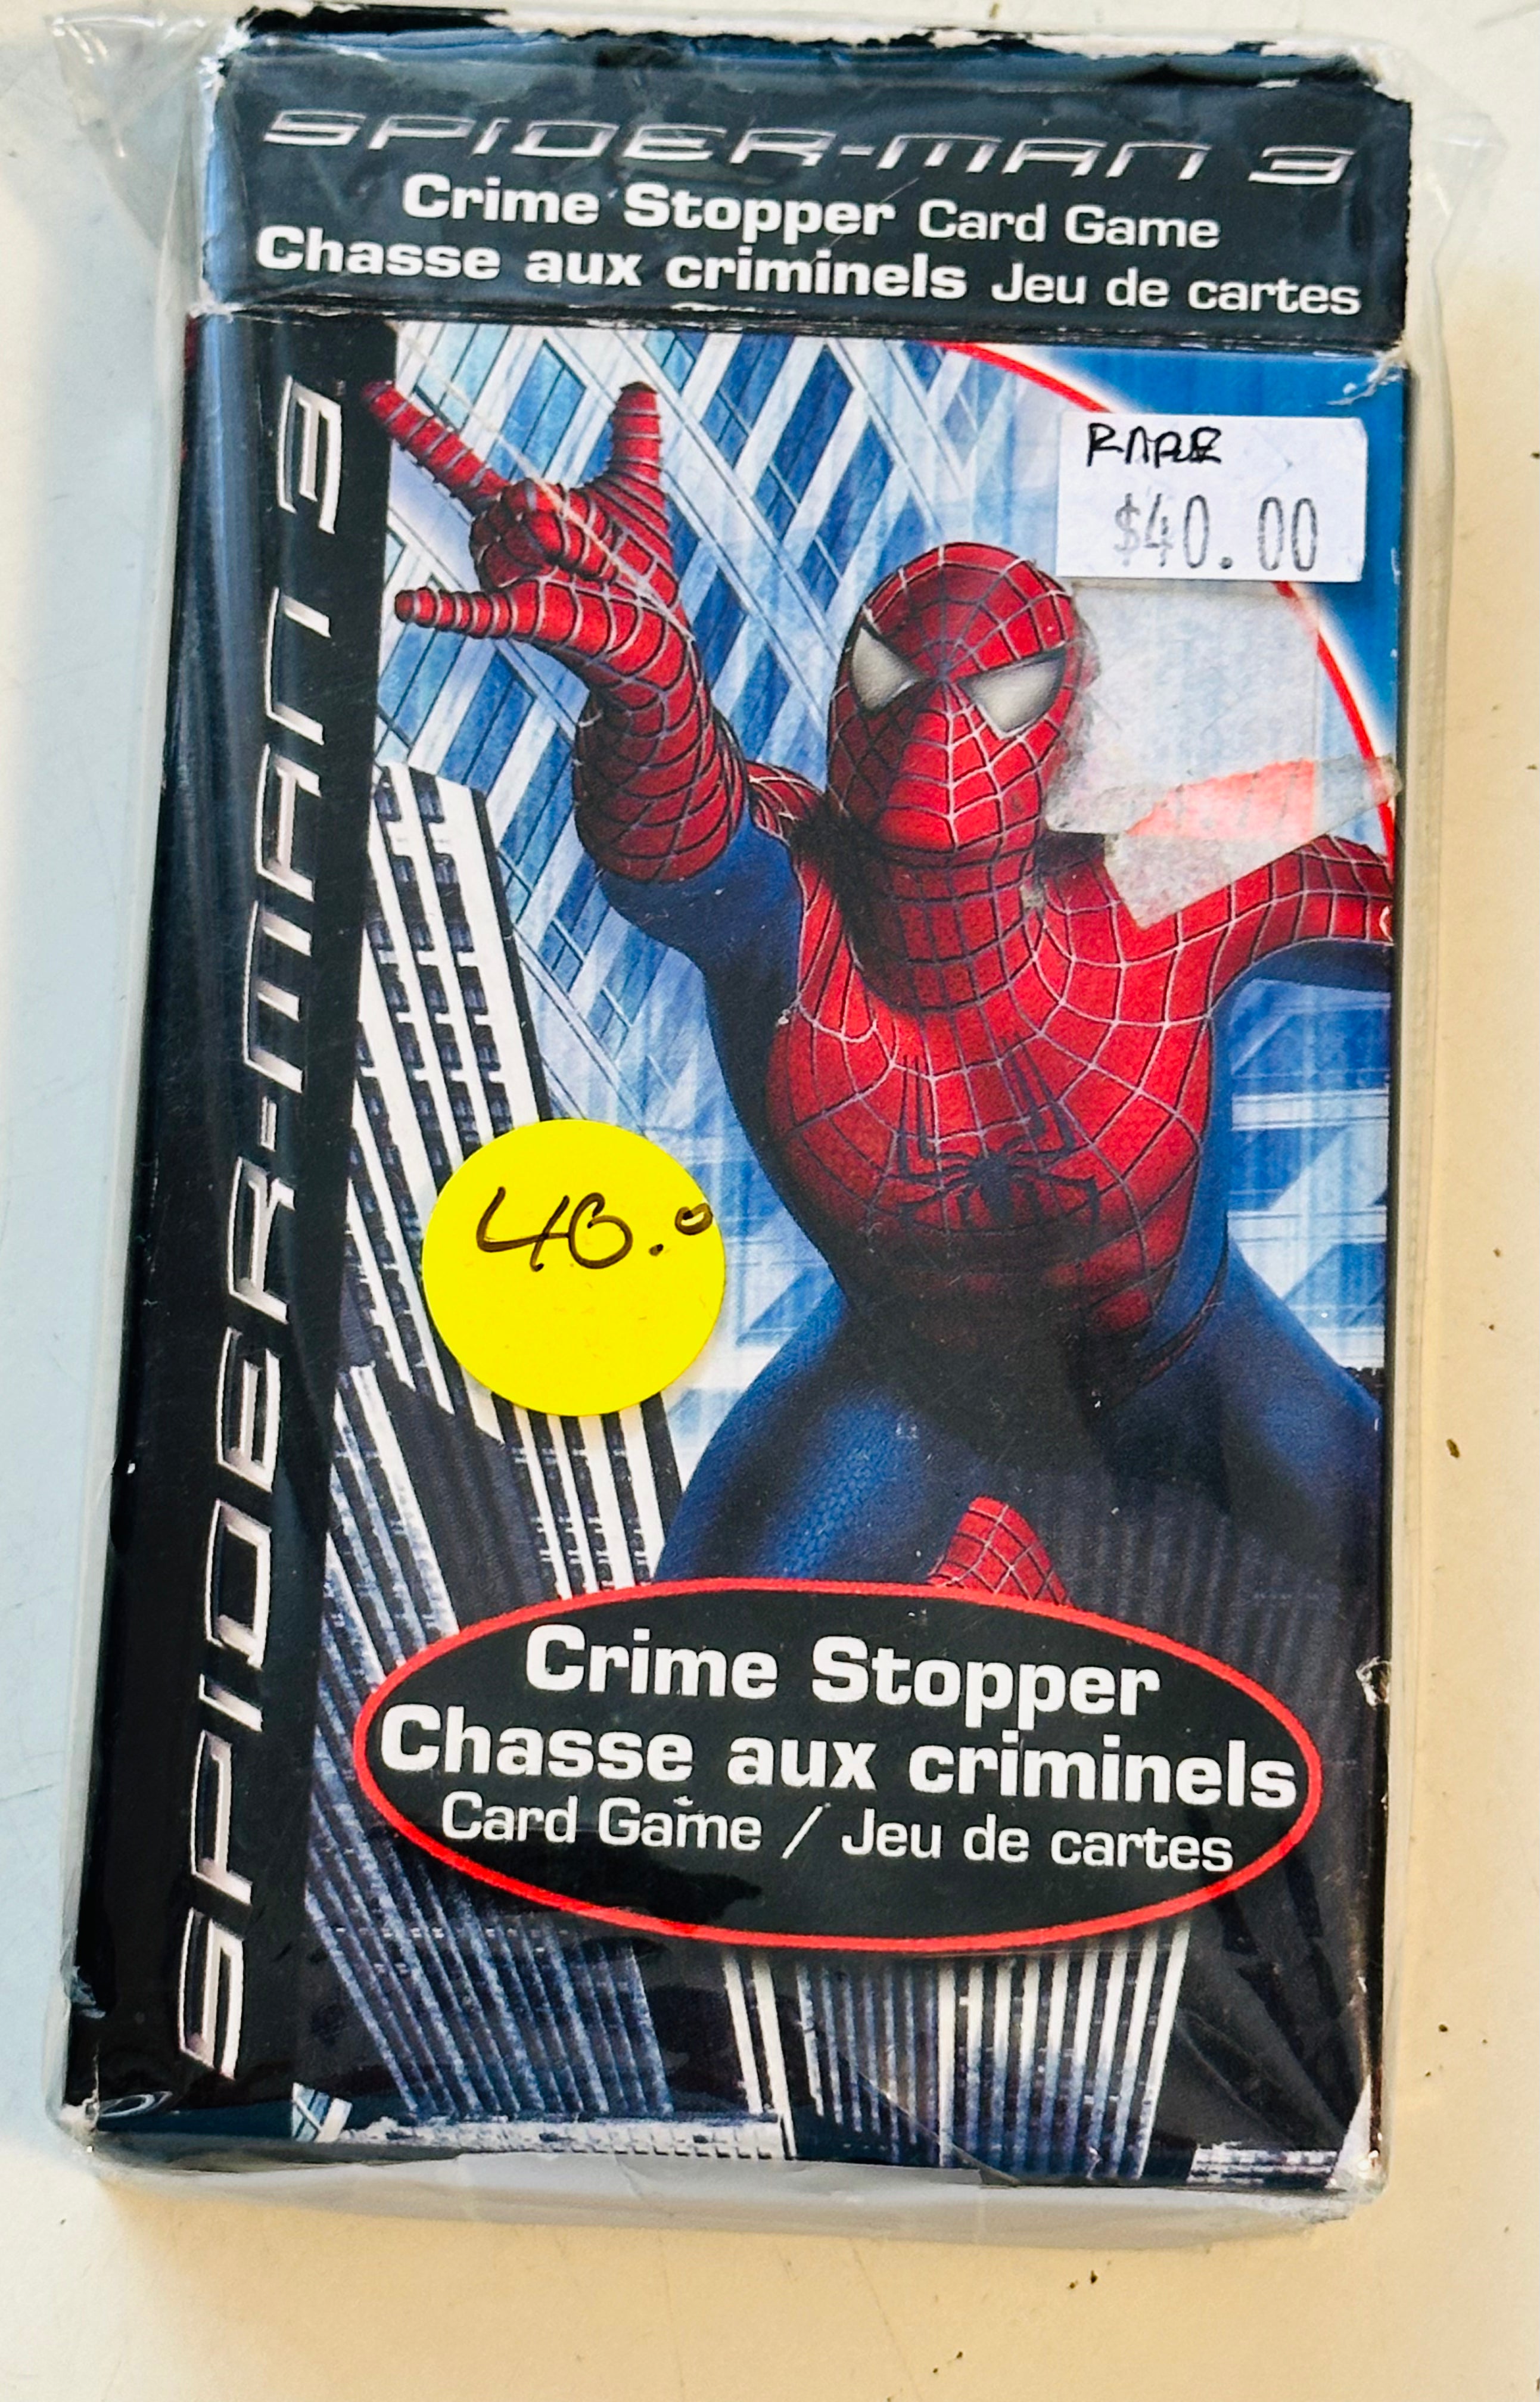 SPIDER-MAN 3
Crime Stopper Card Game
Chasse aux criminels Jeu de cartes
SPIDER-MAN 3
RARE
$40.00
40.0
Crime Stopper
Chasse aux criminels
Card Game / Jeu de cartes